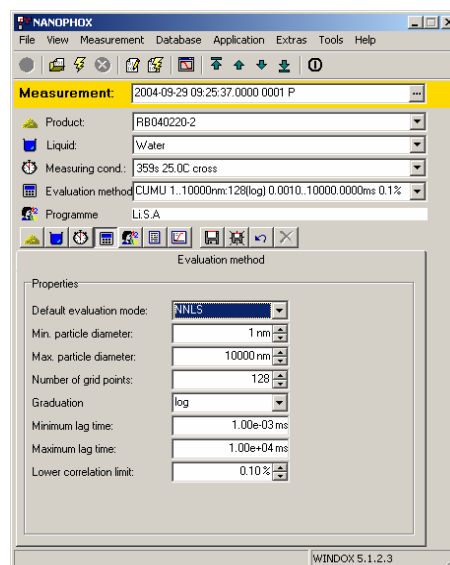 NANOPHOX
File View Measurement Database Application Extras Tools Help
Measurement: 2004-09-29 09:25:37.0000 0001 P ...
Product: RB040220-2
Liquid: Water
Measuring cond.: 359s 25.0C cross
Evaluation method CUMU 1..10000nm:128(log) 0.0010..10000.0000ms 0.1%
Programme Li.S.A
Evaluation method
Properties
Default evaluation mode: NNLS
Min. particle diameter: 1 nm
Max. particle diameter: 10000 nm
Number of grid points: 128
Graduation log
Minimum lag time: 1.00e-03 ms
Maximum lag time: 1.00e+04 ms
Lower correlation limit: 0.10 %
WINDOX 5.1.2.3